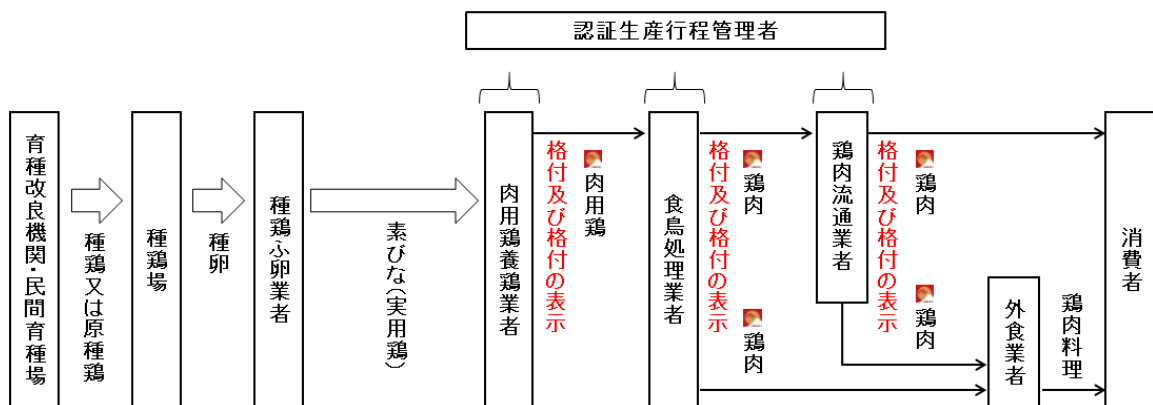 認証生産行程管理者
育種改良機関・民間育種場
種鶏又は原種鶏
種鶏場
種卵
種鶏ふ卵業者
素びな(実用鶏)
肉用鶏養鶏業者
格付及び格付の表示
肉用鶏
食鳥処理業者
格付及び格付の表示
鶏肉
鶏肉
鶏肉流通業者
格付及び格付の表示
鶏肉
鶏肉
外食業者
鶏肉料理
消費者